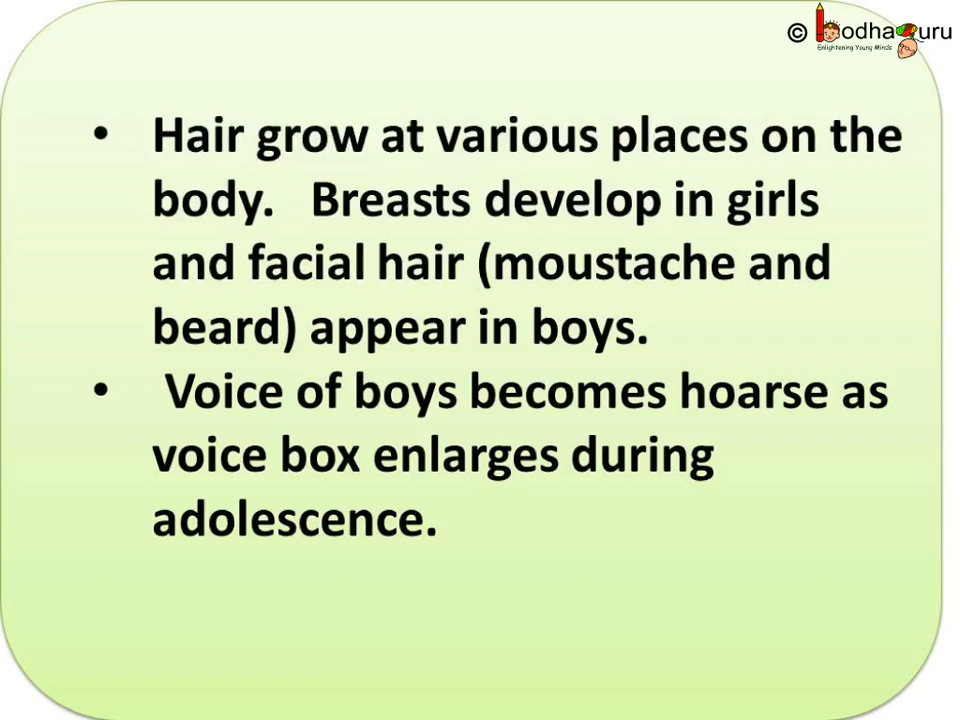 © BodhaGuru
Enlightening Young Minds
• Hair grow at various places on the
body. Breasts develop in girls
and facial hair (moustache and
beard) appear in boys.
• Voice of boys becomes hoarse as
voice box enlarges during
adolescence.